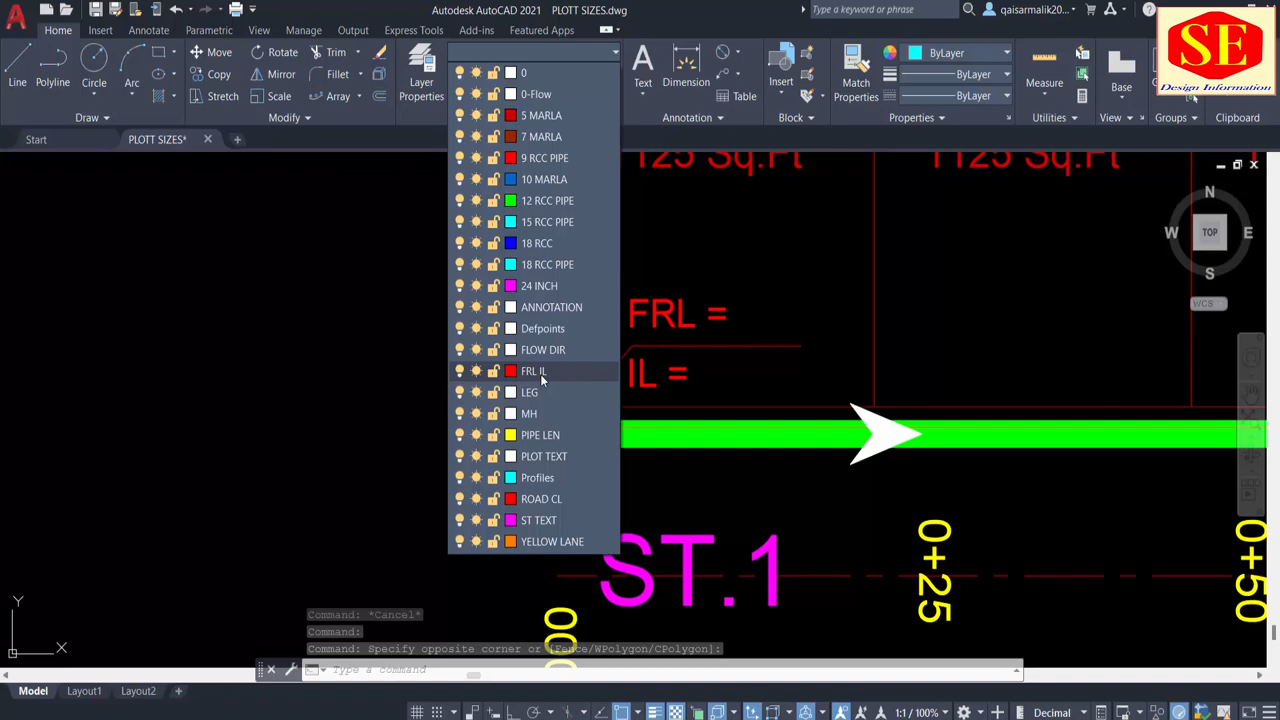 Autodesk AutoCAD 2021 PLOTT SIZES.dwg
Type a keyword or phrase
qaisarmalik20...
SE
Design Information
Home Insert Annotate Parametric View Manage Output Add-ins Collaborate Express Tools Featured Apps
Line
Polyline
Circle
Arc
Move
Rotate
Trim
Copy
Mirror
Fillet
Stretch
Scale
Array
Layer
Properties
Text
Dimension
Table
Insert
Match
Properties
ByLayer
ByLayer
ByLayer
Measure
Base
Draw
Modify
Annotation
Block
Properties
Utilities
View
Groups
Clipboard
Start
PLOTT SIZES*
0
0-Flow
5 MARLA
7 MARLA
9 RCC PIPE
10 MARLA
12 RCC PIPE
15 RCC PIPE
18 RCC
18 RCC PIPE
24 INCH
ANNOTATION
Defpoints
FLOW DIR
FRL IL
LEG
MH
PIPE LEN
PLOT TEXT
Profiles
ROAD CL
ST TEXT
YELLOW LANE
125 Sq.Ft
1125 Sq.Ft
N
W
TOP
E
S
WCS
FRL =
IL =
ST.1
0+25
0+50
Y
X
Command: *Cancel*
Command:
Command: Specify opposite corner or [Fence/WPolygon/CPolygon]:
Type a command
Model
Layout1
Layout2
1:1 / 100%
Decimal